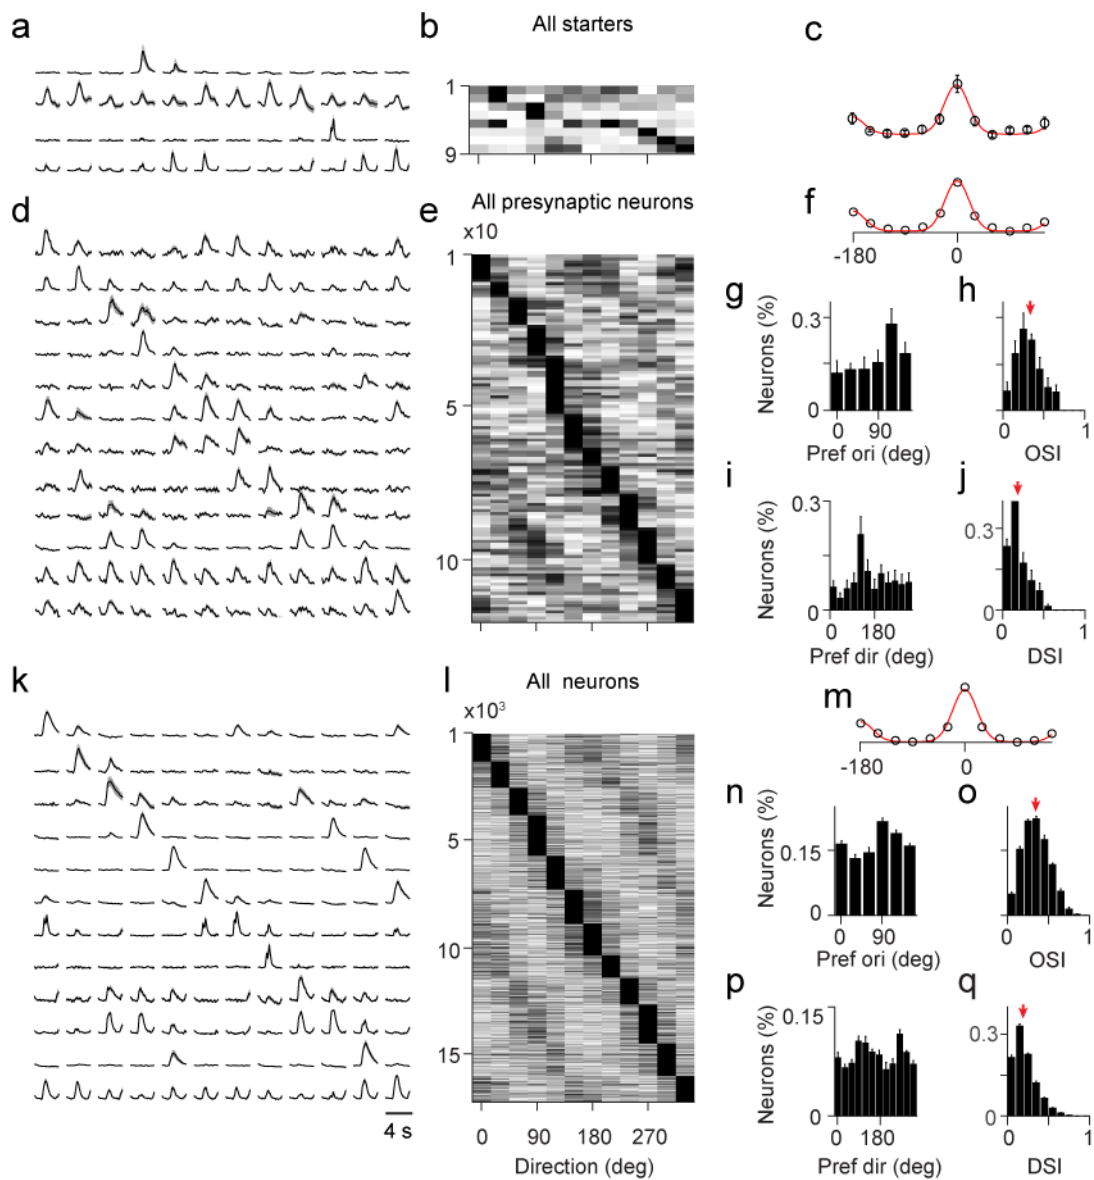 a
b
All starters
c
1
9
d
e
All presynaptic neurons
x10
f
1
5
10
-180
0
g
h
Neurons (%)
0.3
0
0
90
Pref ori (deg)
0
1
OSI
i
j
Neurons (%)
0.3
0
0
180
Pref dir (deg)
0.3
0
0
1
DSI
k
l
All neurons
x10³
1
5
10
15
m
-180
0
n
o
Neurons (%)
0.15
0
0
90
Pref ori (deg)
0
1
OSI
p
q
Neurons (%)
0.15
0
0
180
Pref dir (deg)
0.3
0
0
1
DSI
4 s
0
90
180
270
Direction (deg)